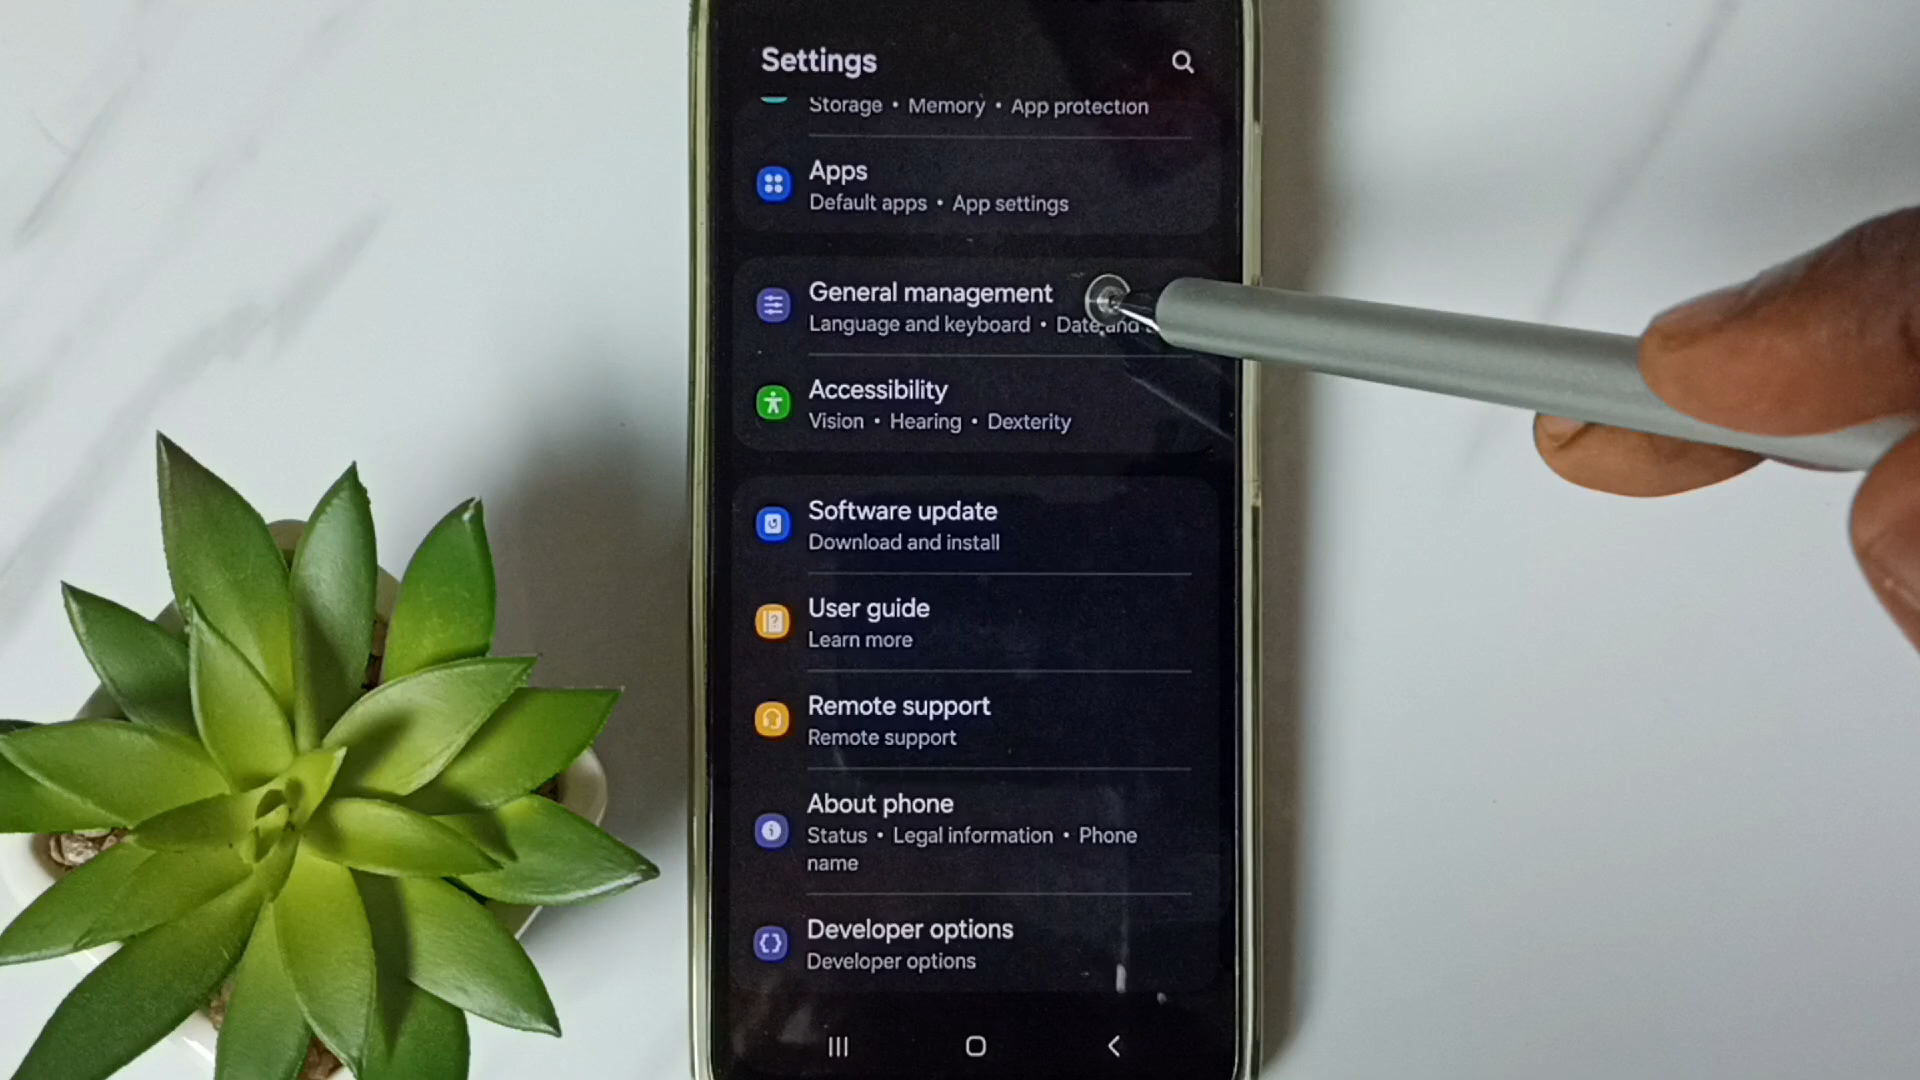 Settings
Storage • Memory • App protection
Apps
Default apps • App settings
General management
Language and keyboard • Date and
Accessibility
Vision • Hearing • Dexterity
Software update
Download and install
User guide
Learn more
Remote support
Remote support
About phone
Status • Legal information • Phone
name
Developer options
Developer options